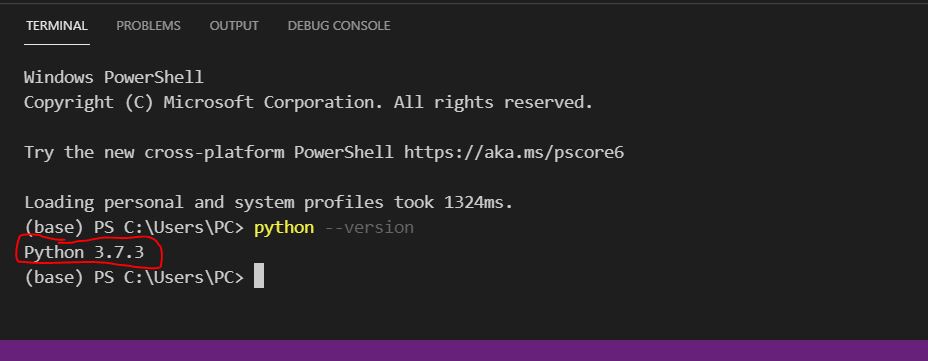 TERMINAL PROBLEMS OUTPUT DEBUG CONSOLE
Windows PowerShell
Copyright (C) Microsoft Corporation. All rights reserved.
Try the new cross-platform PowerShell https://aka.ms/pscore6
Loading personal and system profiles took 1324ms.
(base) PS C:\Users\PC> python --version
Python 3.7.3
(base) PS C:\Users\PC>